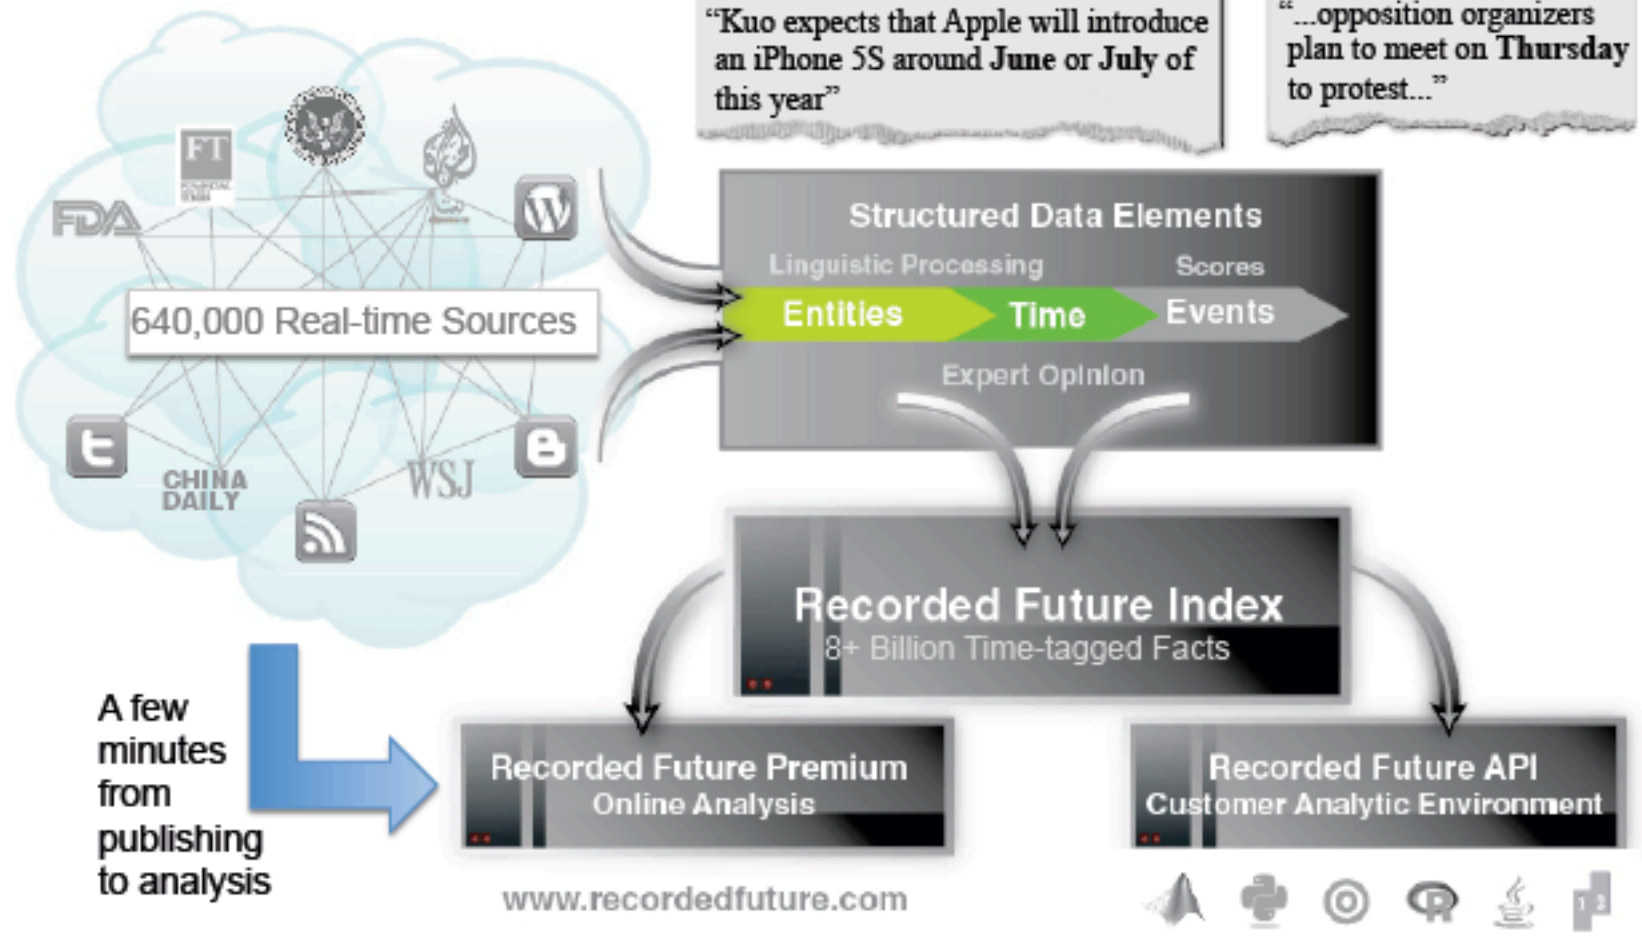 “Kuo expects that Apple will introduce
an iPhone 5S around June or July of
this year”
“...opposition organizers
plan to meet on Thursday
to protest...”
FT
FDA
640,000 Real-time Sources
CHINA
DAILY
WSJ
Structured Data Elements
Linguistic Processing
Scores
Entities
Time
Events
Expert Opinion
Recorded Future Index
8+ Billion Time-tagged Facts
A few
minutes
from
publishing
to analysis
Recorded Future Premium
Online Analysis
Recorded Future API
Customer Analytic Environment
www.recordedfuture.com